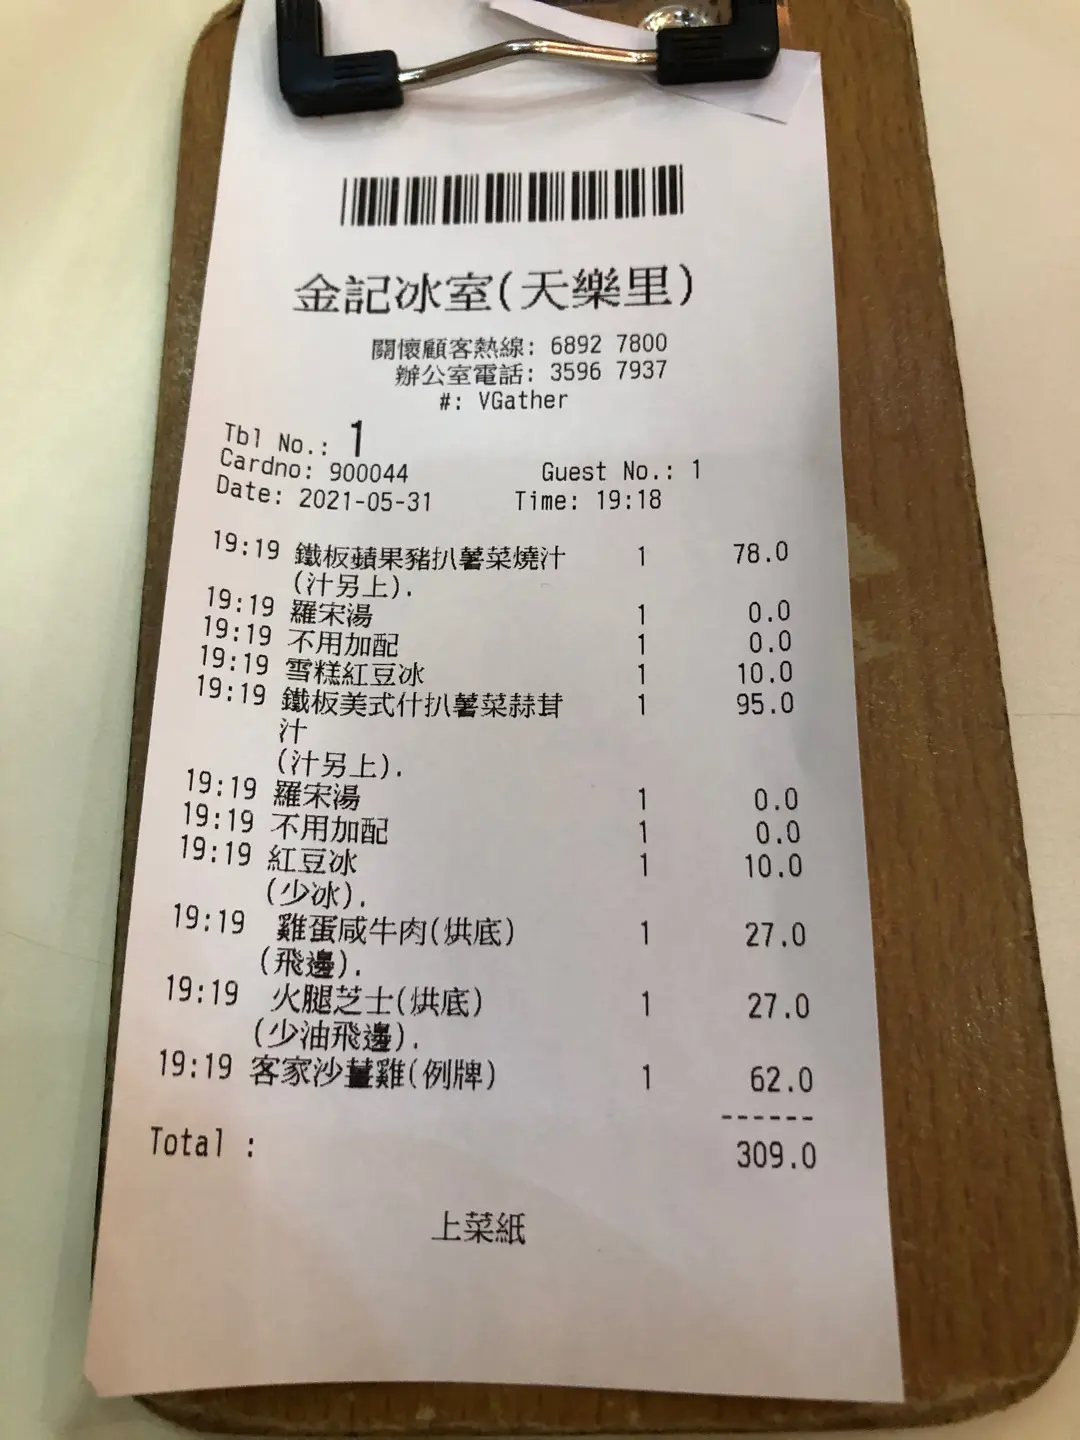 金記冰室(天樂里)
關懷顧客熱線: 6892 7800
辦公室電話: 3596 7937
#: VGather
Tbl No.: 1
Cardno: 900044 Guest No.: 1
Date: 2021-05-31 Time: 19:18
19:19 鐵板蘋果豬扒薯菜燒汁 1 78.0
(汁另上).
19:19 羅宋湯 1 0.0
19:19 不用加配 1 0.0
19:19 雪糕紅豆冰 1 10.0
19:19 鐵板美式什扒薯菜蒜茸 1 95.0
汁
(汁另上).
19:19 羅宋湯 1 0.0
19:19 不用加配 1 0.0
19:19 紅豆冰 1 10.0
(少冰).
19:19 雞蛋咸牛肉(烘底) 1 27.0
(飛邊).
19:19 火腿芝士(烘底) 1 27.0
(少油飛邊).
19:19 客家沙薑雞(例牌) 1 62.0
------
Total : 309.0
上菜紙